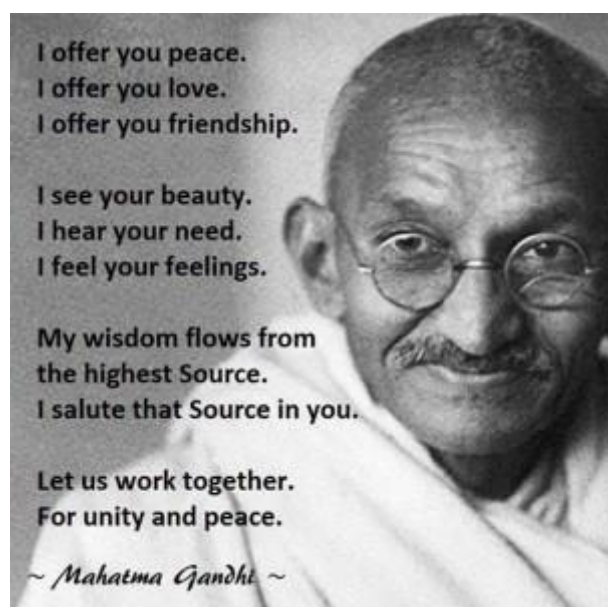 I offer you peace.
I offer you love.
I offer you friendship.
I see your beauty.
I hear your need.
I feel your feelings.
My wisdom flows from
the highest Source.
I salute that Source in you.
Let us work together.
For unity and peace.
~ Mahatma Gandhi ~